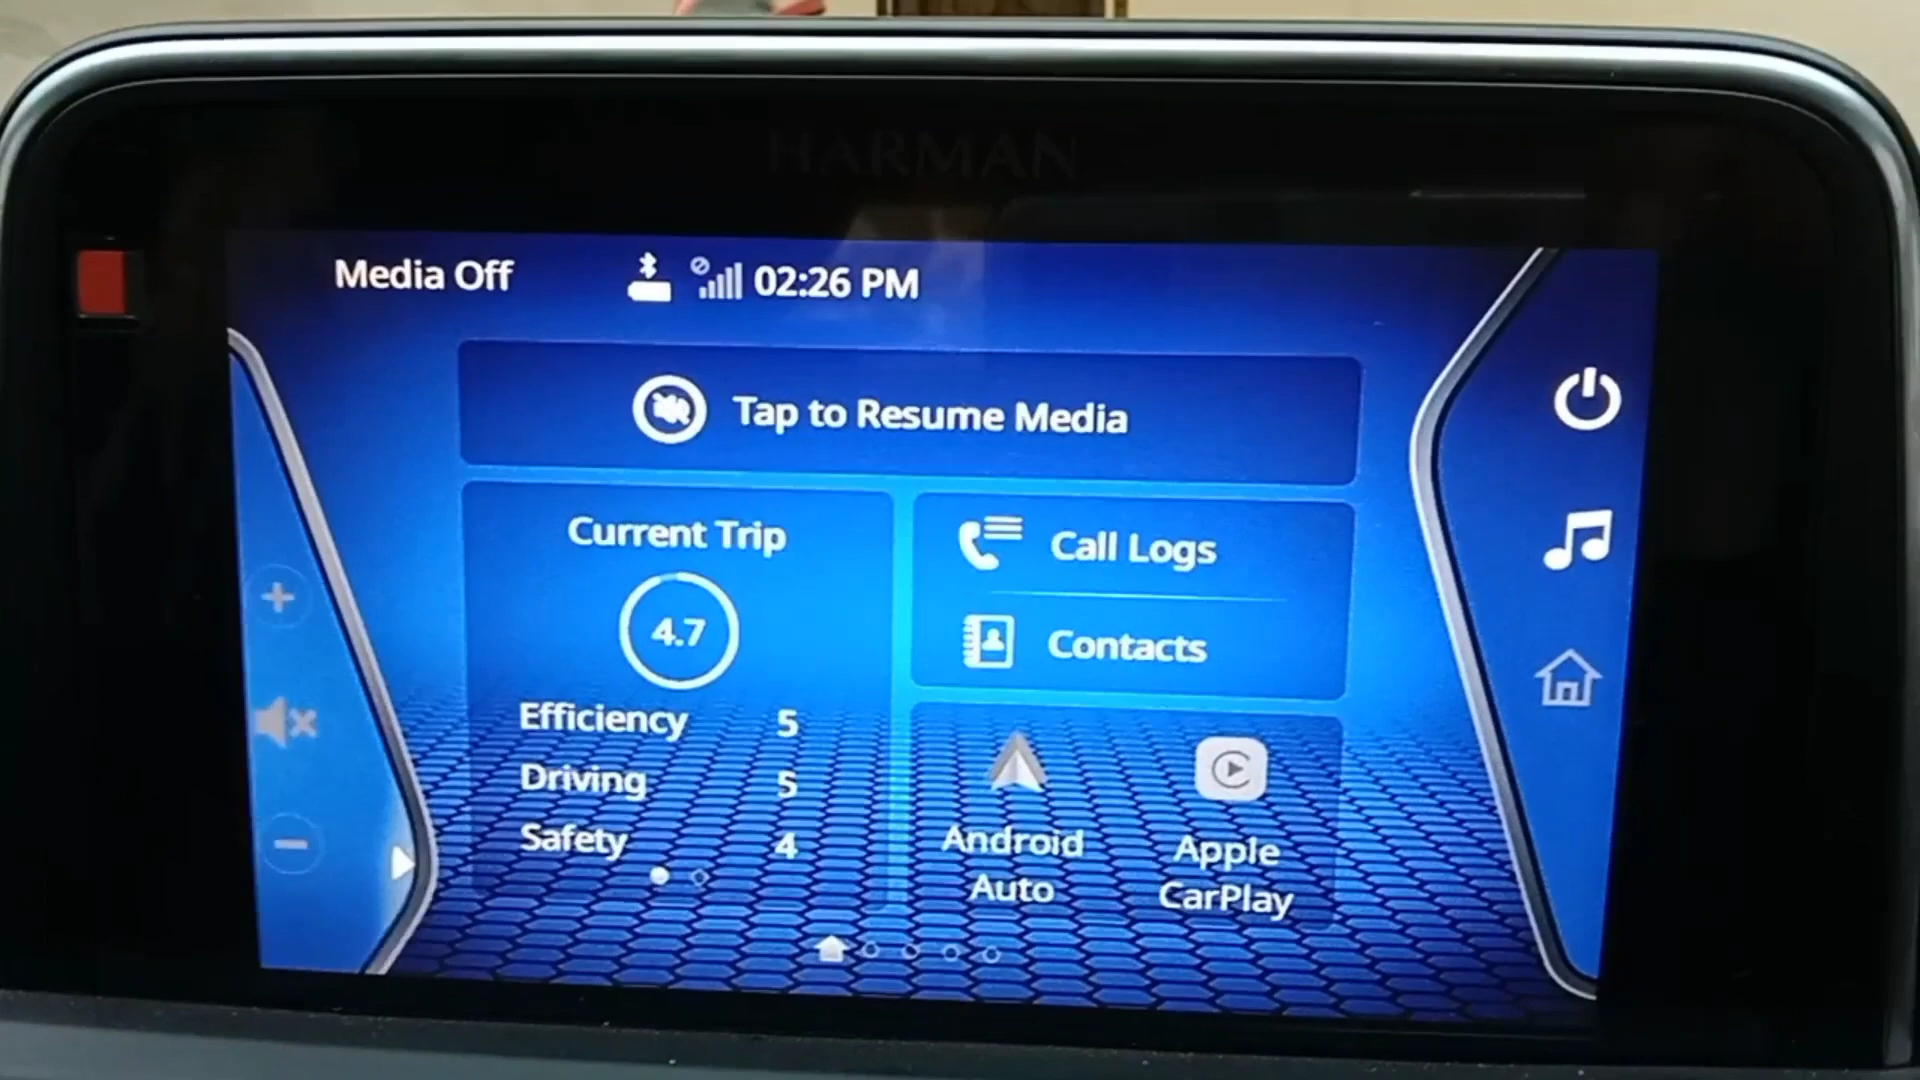 HARMAN
Media Off
02:26 PM
Tap to Resume Media
Current Trip
4.7
Efficiency 5
Driving 5
Safety 4
Call Logs
Contacts
Android
Auto
Apple
CarPlay